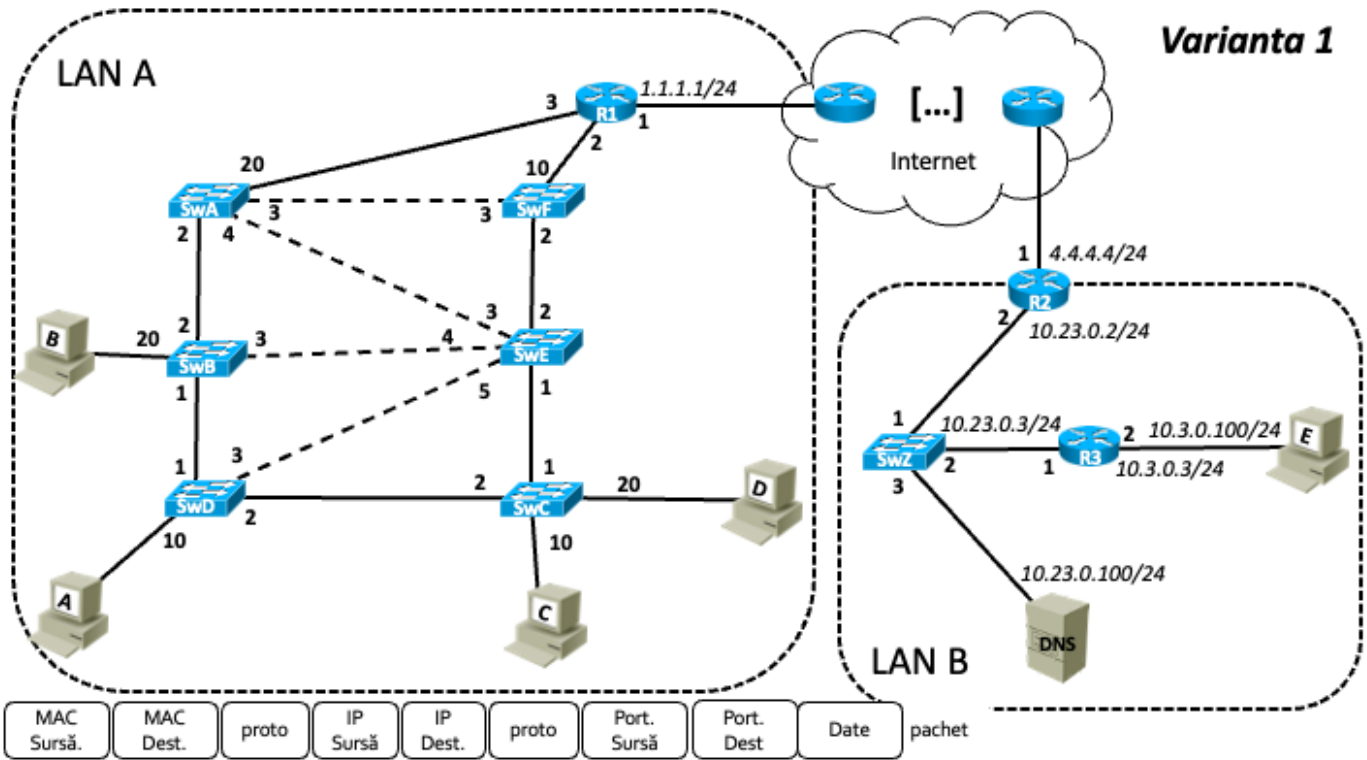 Varianta 1
LAN A
3
R1
1.1.1.1/24
1
2
[...]
Internet
20
10
SwA
3
3
SwF
2
4
2
1
4.4.4.4/24
R2
2
10.23.0.2/24
B
20
2
3
SwB
1
3
2
4
SwE
5
1
1
10.23.0.3/24
SwZ
2
3
1
R3
2
10.3.0.100/24
10.3.0.3/24
E
1
3
SwD
2
10
2
1
SwC
20
10
D
A
C
10.23.0.100/24
DNS
LAN B
MAC Sursă.
MAC Dest.
proto
IP Sursă
IP Dest.
proto
Port. Sursă
Port. Dest
Date
pachet